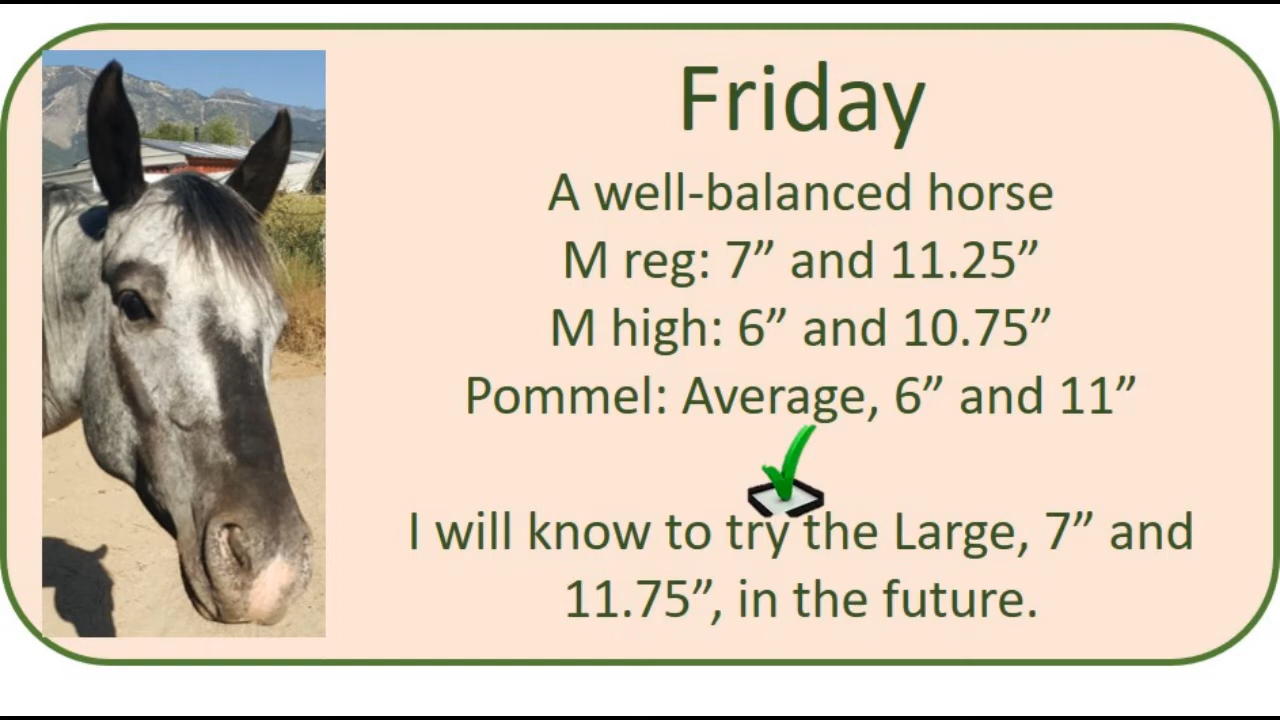 Friday
A well-balanced horse
M reg: 7” and 11.25”
M high: 6” and 10.75”
Pommel: Average, 6” and 11”
I will know to try the Large, 7” and
11.75”, in the future.